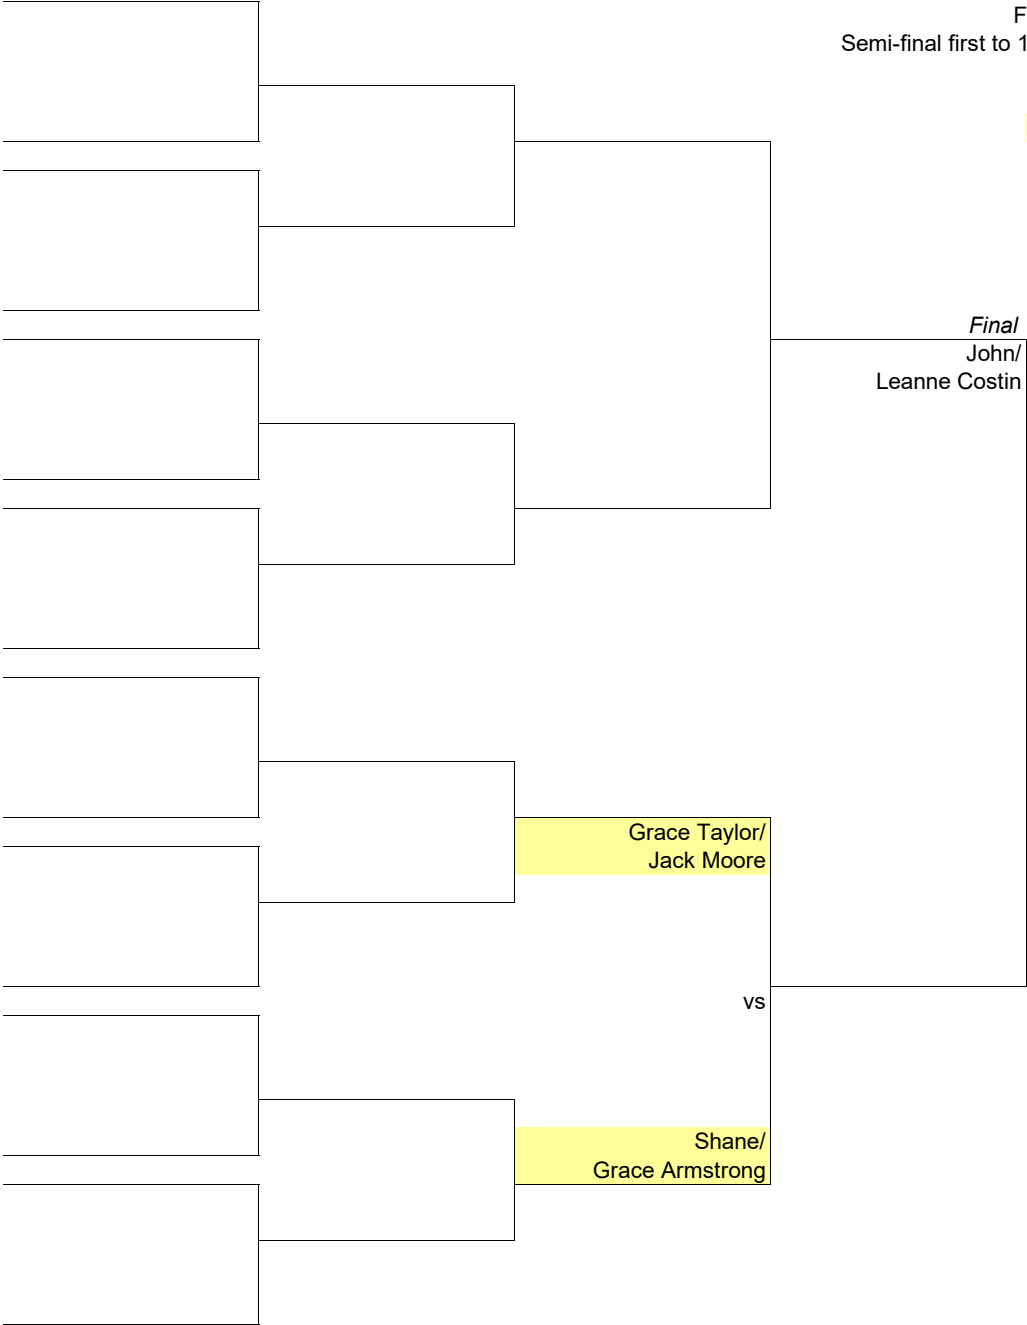 F
Semi-final first to 1
Final
John/
Leanne Costin
Grace Taylor/
Jack Moore
vs
Shane/
Grace Armstrong